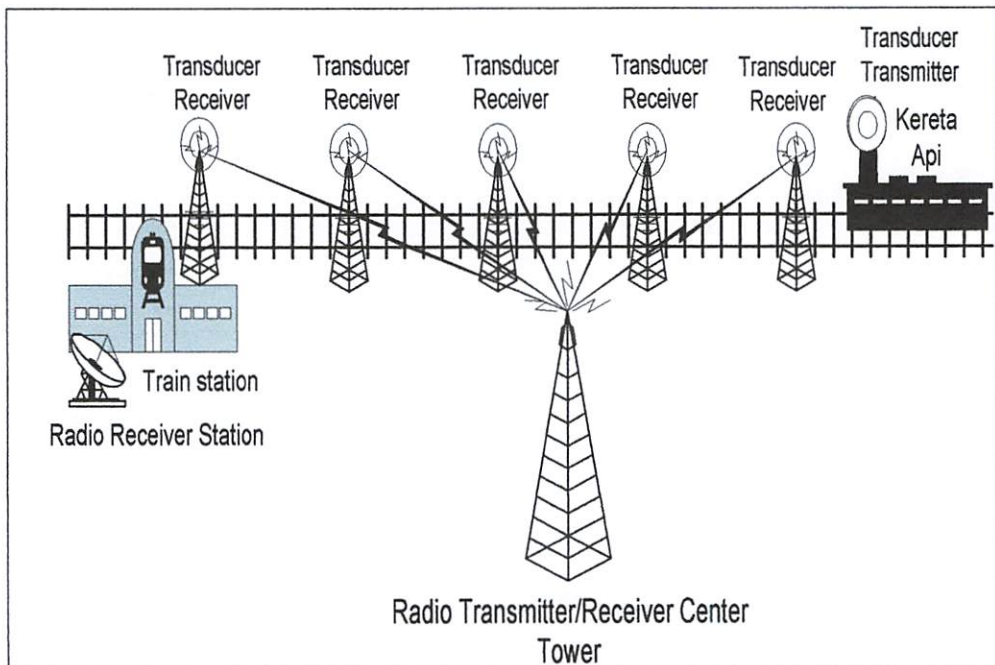 Transducer
Receiver
Transducer
Receiver
Transducer
Receiver
Transducer
Receiver
Transducer
Receiver
Transducer
Transmitter
Kereta
Api
Train station
Radio Receiver Station
Radio Transmitter/Receiver Center
Tower